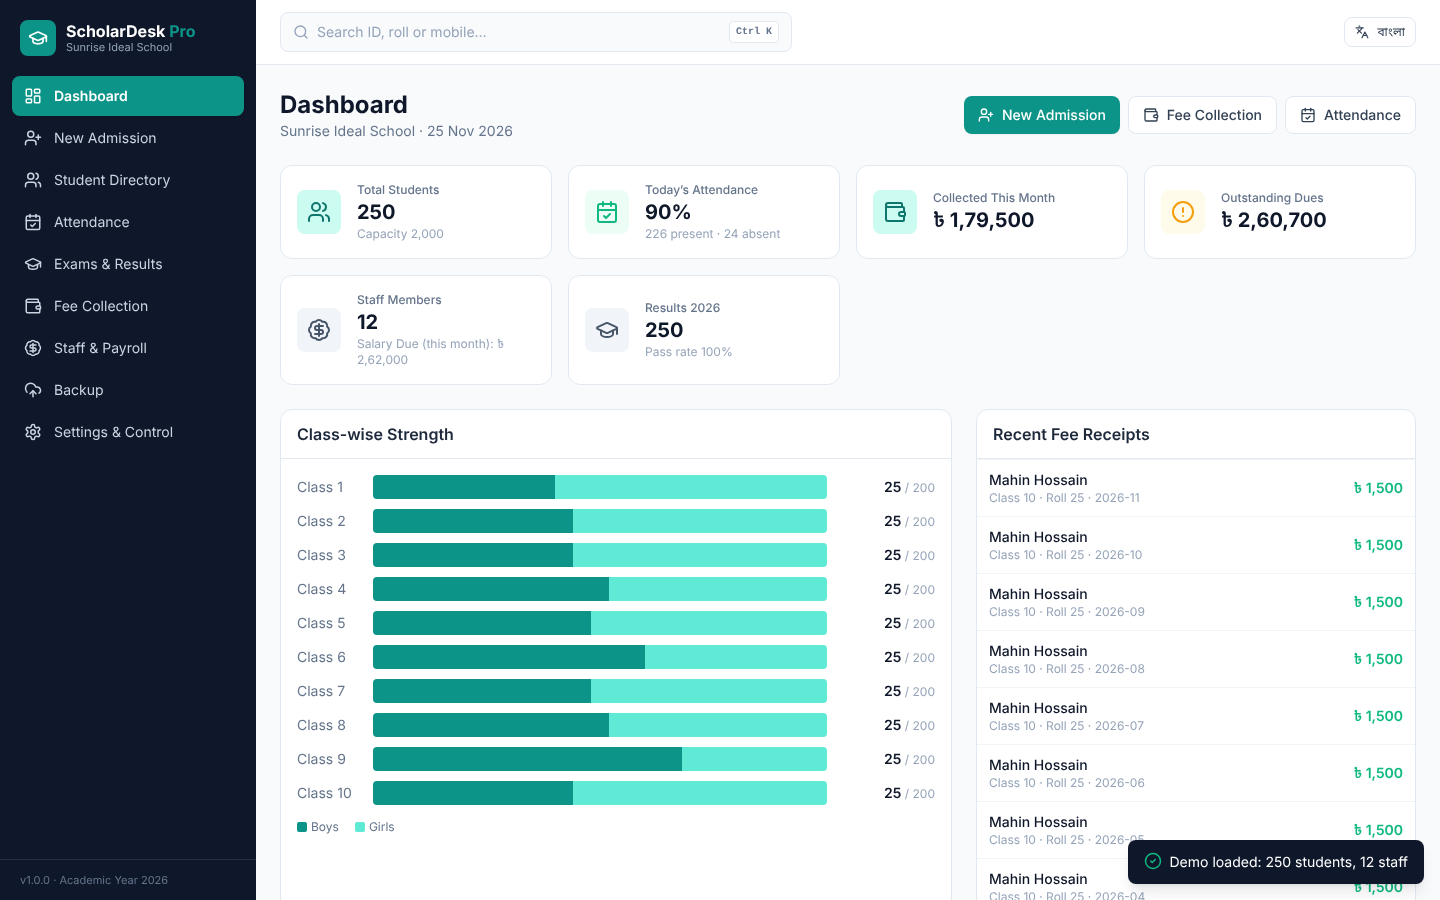 ScholarDesk Pro
Sunrise Ideal School
Dashboard
New Admission
Student Directory
Attendance
Exams & Results
Fee Collection
Staff & Payroll
Backup
Settings & Control
v1.0.0 · Academic Year 2026
Search ID, roll or mobile...
Ctrl K
বাংলা
Dashboard
Sunrise Ideal School · 25 Nov 2026
New Admission
Fee Collection
Attendance
Total Students
250
Capacity 2,000
Today's Attendance
90%
226 present · 24 absent
Collected This Month
৳ 1,79,500
Outstanding Dues
৳ 2,60,700
Staff Members
12
Salary Due (this month): ৳
2,62,000
Results 2026
250
Pass rate 100%
Class-wise Strength
Class 1 25 / 200
Class 2 25 / 200
Class 3 25 / 200
Class 4 25 / 200
Class 5 25 / 200
Class 6 25 / 200
Class 7 25 / 200
Class 8 25 / 200
Class 9 25 / 200
Class 10 25 / 200
Boys Girls
Recent Fee Receipts
Mahin Hossain
Class 10 · Roll 25 · 2026-11
৳ 1,500
Mahin Hossain
Class 10 · Roll 25 · 2026-10
৳ 1,500
Mahin Hossain
Class 10 · Roll 25 · 2026-09
৳ 1,500
Mahin Hossain
Class 10 · Roll 25 · 2026-08
৳ 1,500
Mahin Hossain
Class 10 · Roll 25 · 2026-07
৳ 1,500
Mahin Hossain
Class 10 · Roll 25 · 2026-06
৳ 1,500
Mahin Hossain
Class 10 · Roll 25 · 2026-05
৳ 1,500
Mahin Hossain
Class 10 · Roll 25 · 2026-04
৳ 1,500
Demo loaded: 250 students, 12 staff